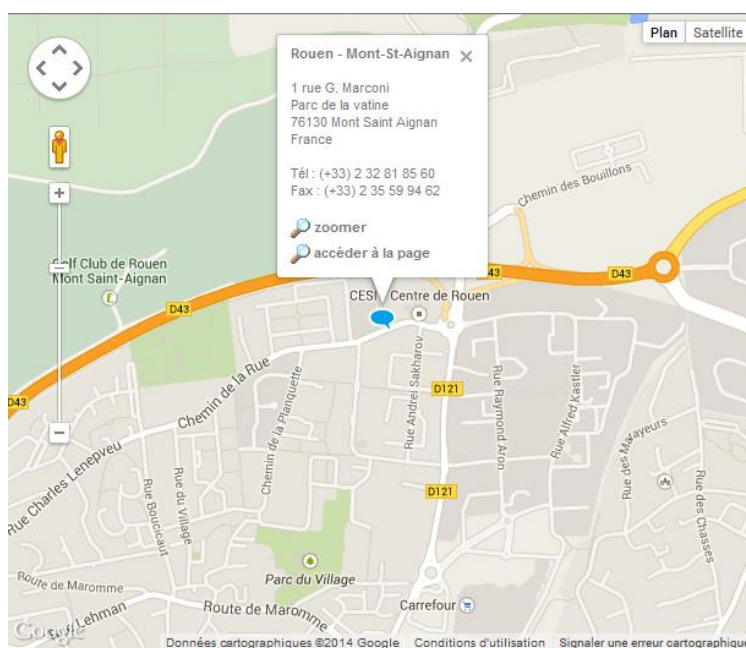 Plan Satellite
Rouen - Mont-St-Aignan
1 rue G. Marconi
Parc de la vatine
76130 Mont Saint Aignan
France
Tél : (+33) 2 32 81 85 60
Fax : (+33) 2 35 59 94 62
zoomer
accéder à la page
Chemin des Bouillons
Golf Club de Rouen
Mont Saint-Aignan
D43
D43
D43
D43
CESI Centre de Rouen
Chemin de la Rue
Chemin de la Planquette
Rue Andreï Sakharov
D121
Rue Raymond Aron
Rue Alfred Kastler
Rue des Marayeurs
Rue des Chasses
Rue Charles Lenepveu
Rue Boucicaut
Rue du Village
D121
Parc du Village
Route de Maromme
Route de Maromme
Carrefour
Lehman
Google
Données cartographiques ©2014 Google Conditions d'utilisation Signaler une erreur cartographique